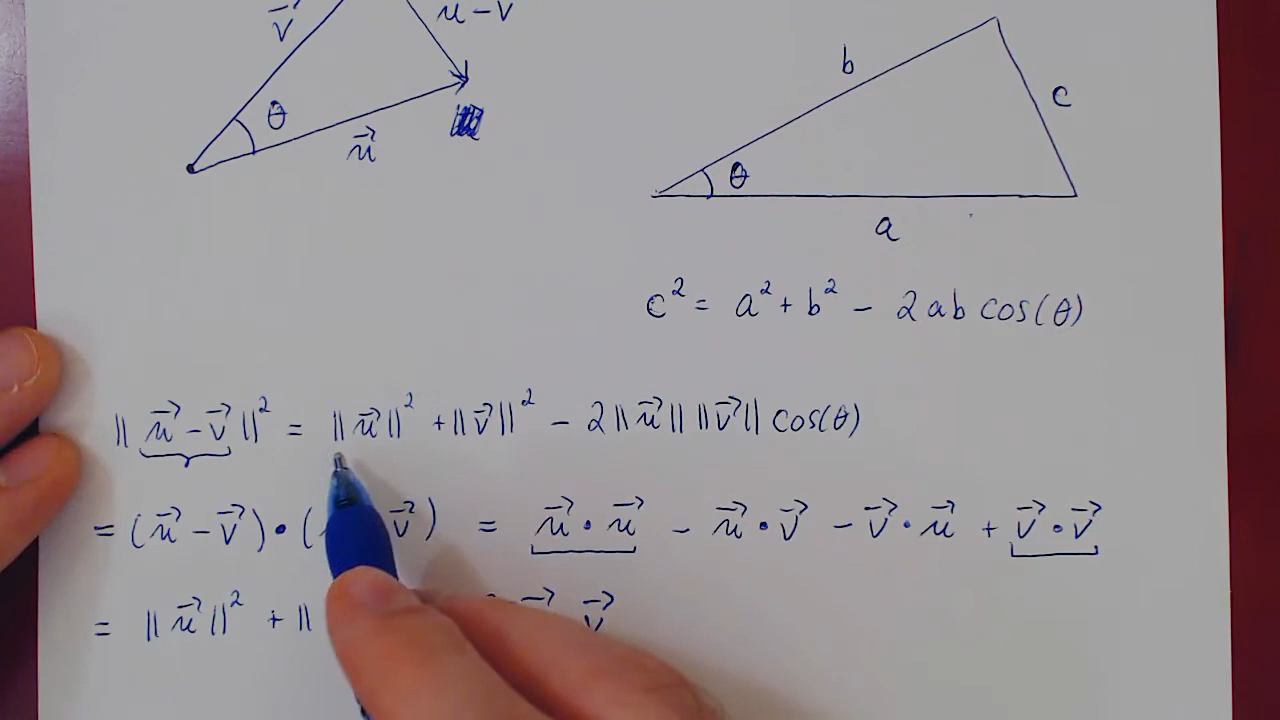 v⃗
u - v
θ
u⃗
b
c
θ
a
c² = a² + b² - 2ab cos(θ)
‖ u⃗ - v⃗ ‖² = ‖u⃗‖² + ‖v⃗‖² - 2‖u⃗‖ ‖v⃗‖ cos(θ)
= (u⃗ - v⃗) • ( v⃗ ) = u⃗ • u⃗ - u⃗ • v⃗ - v⃗ • u⃗ + v⃗ • v⃗
= ‖u⃗‖² + ‖ v⃗